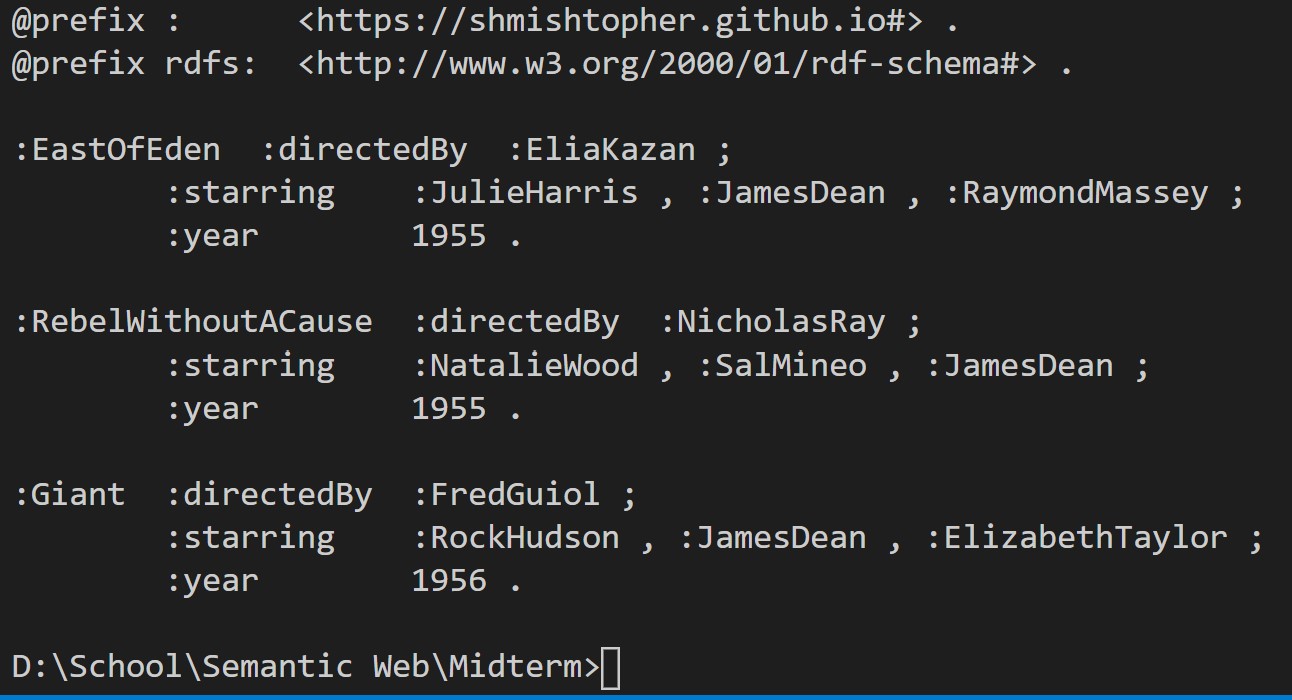 @prefix :      <https://shmishtopher.github.io#> .
@prefix rdfs:  <http://www.w3.org/2000/01/rdf-schema#> .
:EastOfEden  :directedBy  :EliaKazan ;
        :starring    :JulieHarris , :JamesDean , :RaymondMassey ;
        :year        1955 .
:RebelWithoutACause  :directedBy  :NicholasRay ;
        :starring    :NatalieWood , :SalMineo , :JamesDean ;
        :year        1955 .
:Giant  :directedBy  :FredGuiol ;
        :starring    :RockHudson , :JamesDean , :ElizabethTaylor ;
        :year        1956 .
D:\School\Semantic Web\Midterm>